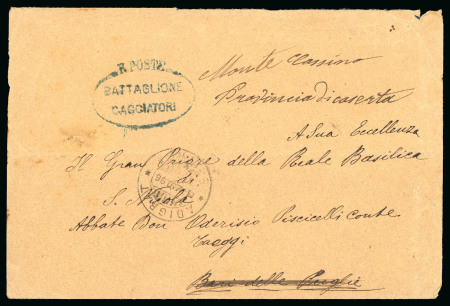 R. POSTE
BATTAGLIONE
CACCIATORI
Monte Cassino
Provincia di caserta
A Sua Eccellenza
Il Gran Priore della Reale Basilica
di
S. Nicola
ADIGRAT
Abbate Don Oderisio Piscicelli conte
Taeggi
Bari delle Puglie